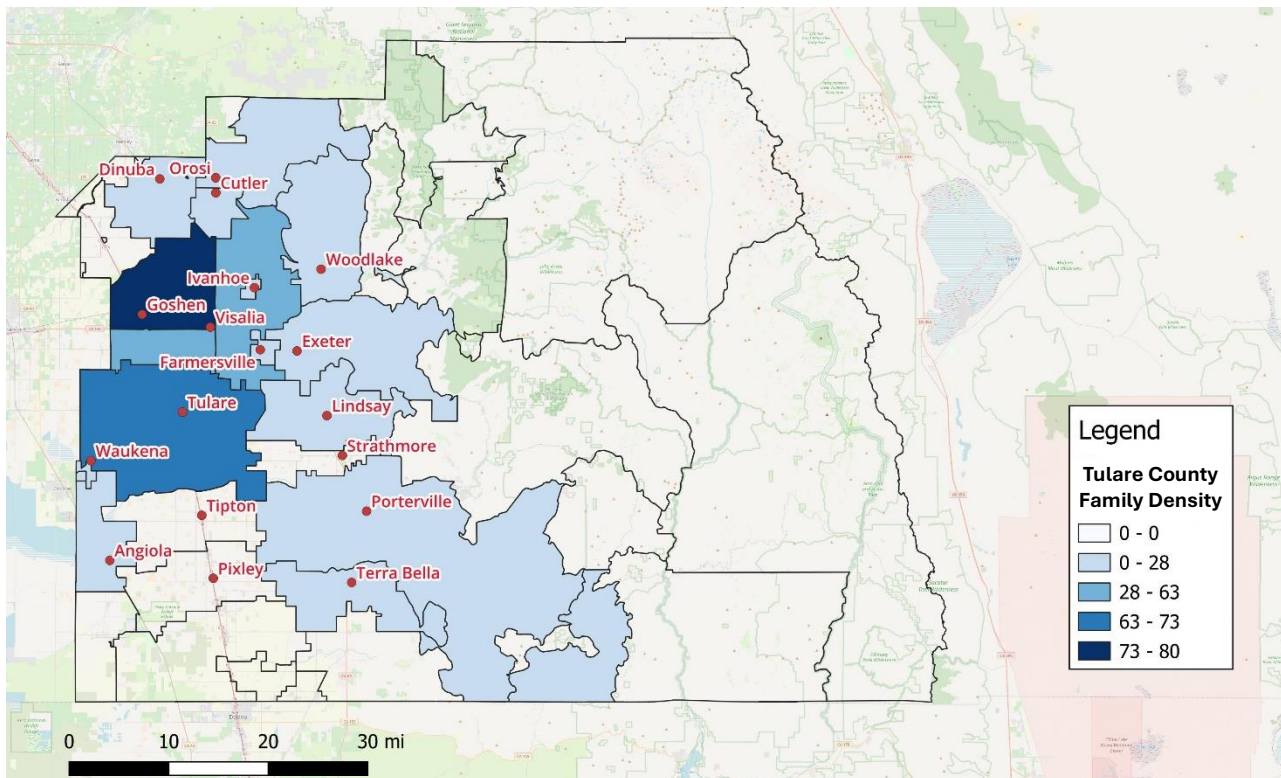 Dinuba
Orosi
Cutler
Woodlake
Ivanhoe
Goshen
Visalia
Farmersville
Exeter
Tulare
Lindsay
Strathmore
Waukena
Porterville
Tipton
Angiola
Pixley
Terra Bella
Legend
Tulare County
Family Density
0 - 0
0 - 28
28 - 63
63 - 73
73 - 80
0 10 20 30 mi